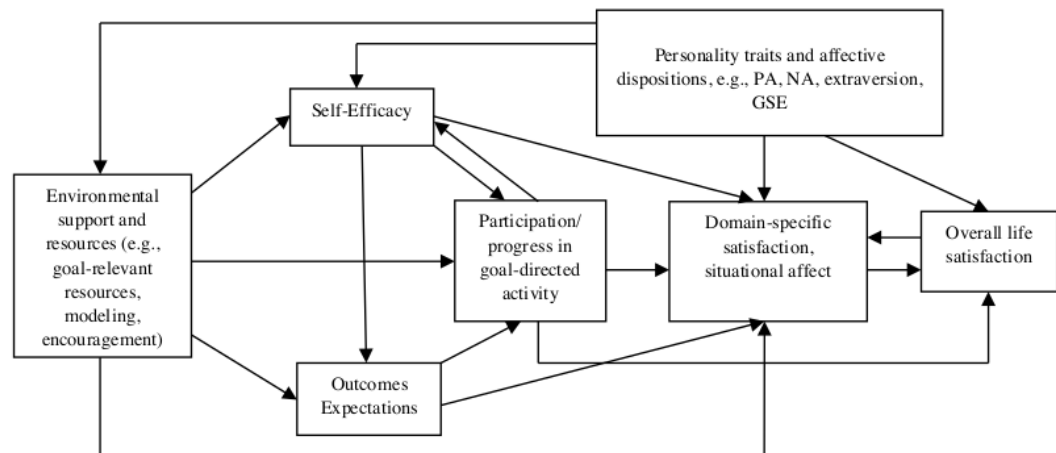 Personality traits and affective
dispositions, e.g., PA, NA, extraversion,
GSE
Self-Efficacy
Environmental
support and
resources (e.g.,
goal-relevant
resources,
modeling,
encouragement)
Participation/
progress in
goal-directed
activity
Domain-specific
satisfaction,
situational affect
Overall life
satisfaction
Outcomes
Expectations